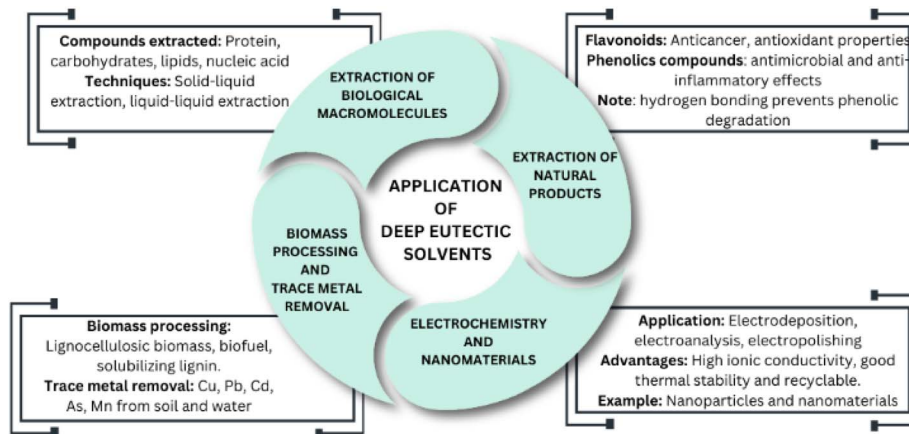 Compounds extracted: Protein,
carbohydrates, lipids, nucleic acid
Techniques: Solid-liquid
extraction, liquid-liquid extraction
EXTRACTION OF
BIOLOGICAL
MACROMOLECULES
Flavonoids: Anticancer, antioxidant properties
Phenolics compounds: antimicrobial and anti-
inflammatory effects
Note: hydrogen bonding prevents phenolic
degradation
EXTRACTION OF
NATURAL
PRODUCTS
APPLICATION
OF
DEEP EUTECTIC
SOLVENTS
BIOMASS
PROCESSING
AND
TRACE METAL
REMOVAL
ELECTROCHEMISTRY
AND
NANOMATERIALS
Biomass processing:
Lignocellulosic biomass, biofuel,
solubilizing lignin.
Trace metal removal: Cu, Pb, Cd,
As, Mn from soil and water
Application: Electrodeposition,
electroanalysis, electropolishing
Advantages: High ionic conductivity, good
thermal stability and recyclable.
Example: Nanoparticles and nanomaterials